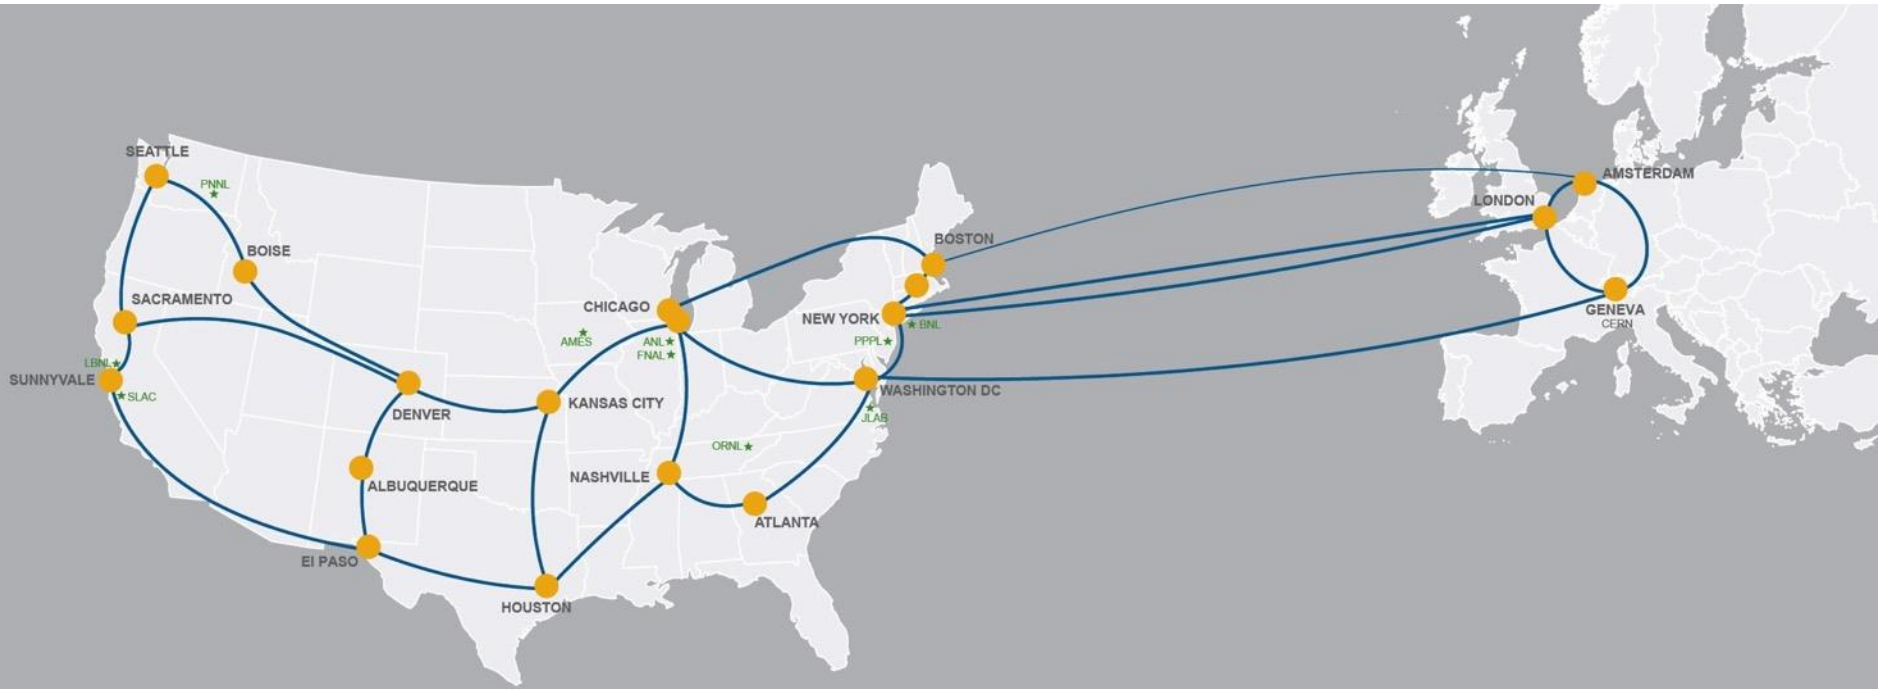 SEATTLE
PNNL
BOISE
SACRAMENTO
LBNL
SUNNYVALE
SLAC
DENVER
ALBUQUERQUE
El PASO
KANSAS CITY
HOUSTON
AMES
CHICAGO
ANL
FNAL
NASHVILLE
ORNL
ATLANTA
BOSTON
NEW YORK
BNL
PPPL
WASHINGTON DC
JLAB
AMSTERDAM
LONDON
GENEVA
CERN